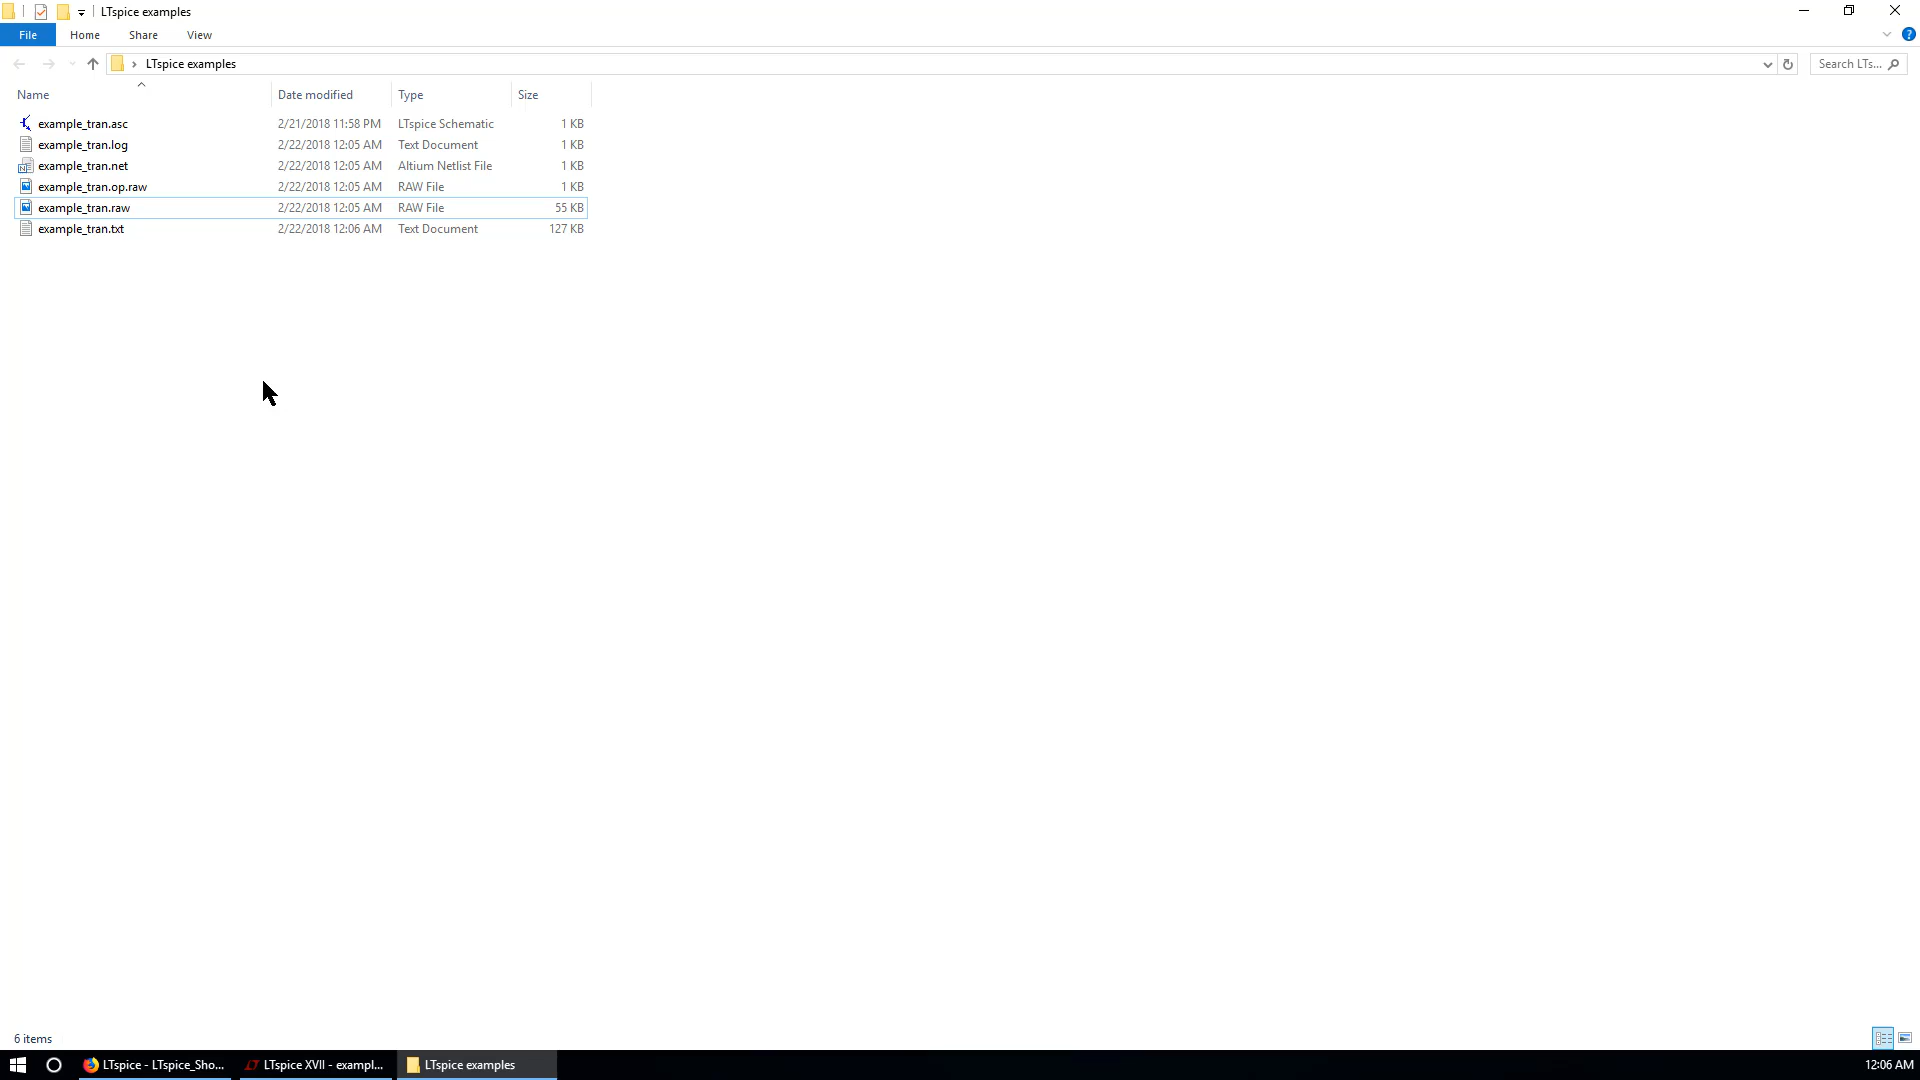 LTspice examples
File Home Share View
LTspice examples
Search LTs...
Name Date modified Type Size
example_tran.asc 2/21/2018 11:58 PM LTspice Schematic 1 KB
example_tran.log 2/22/2018 12:05 AM Text Document 1 KB
example_tran.net 2/22/2018 12:05 AM Altium Netlist File 1 KB
example_tran.op.raw 2/22/2018 12:05 AM RAW File 1 KB
example_tran.raw 2/22/2018 12:05 AM RAW File 55 KB
example_tran.txt 2/22/2018 12:06 AM Text Document 127 KB
6 items
LTspice - LTspice_Sho... LTspice XVII - exampl... LTspice examples 12:06 AM